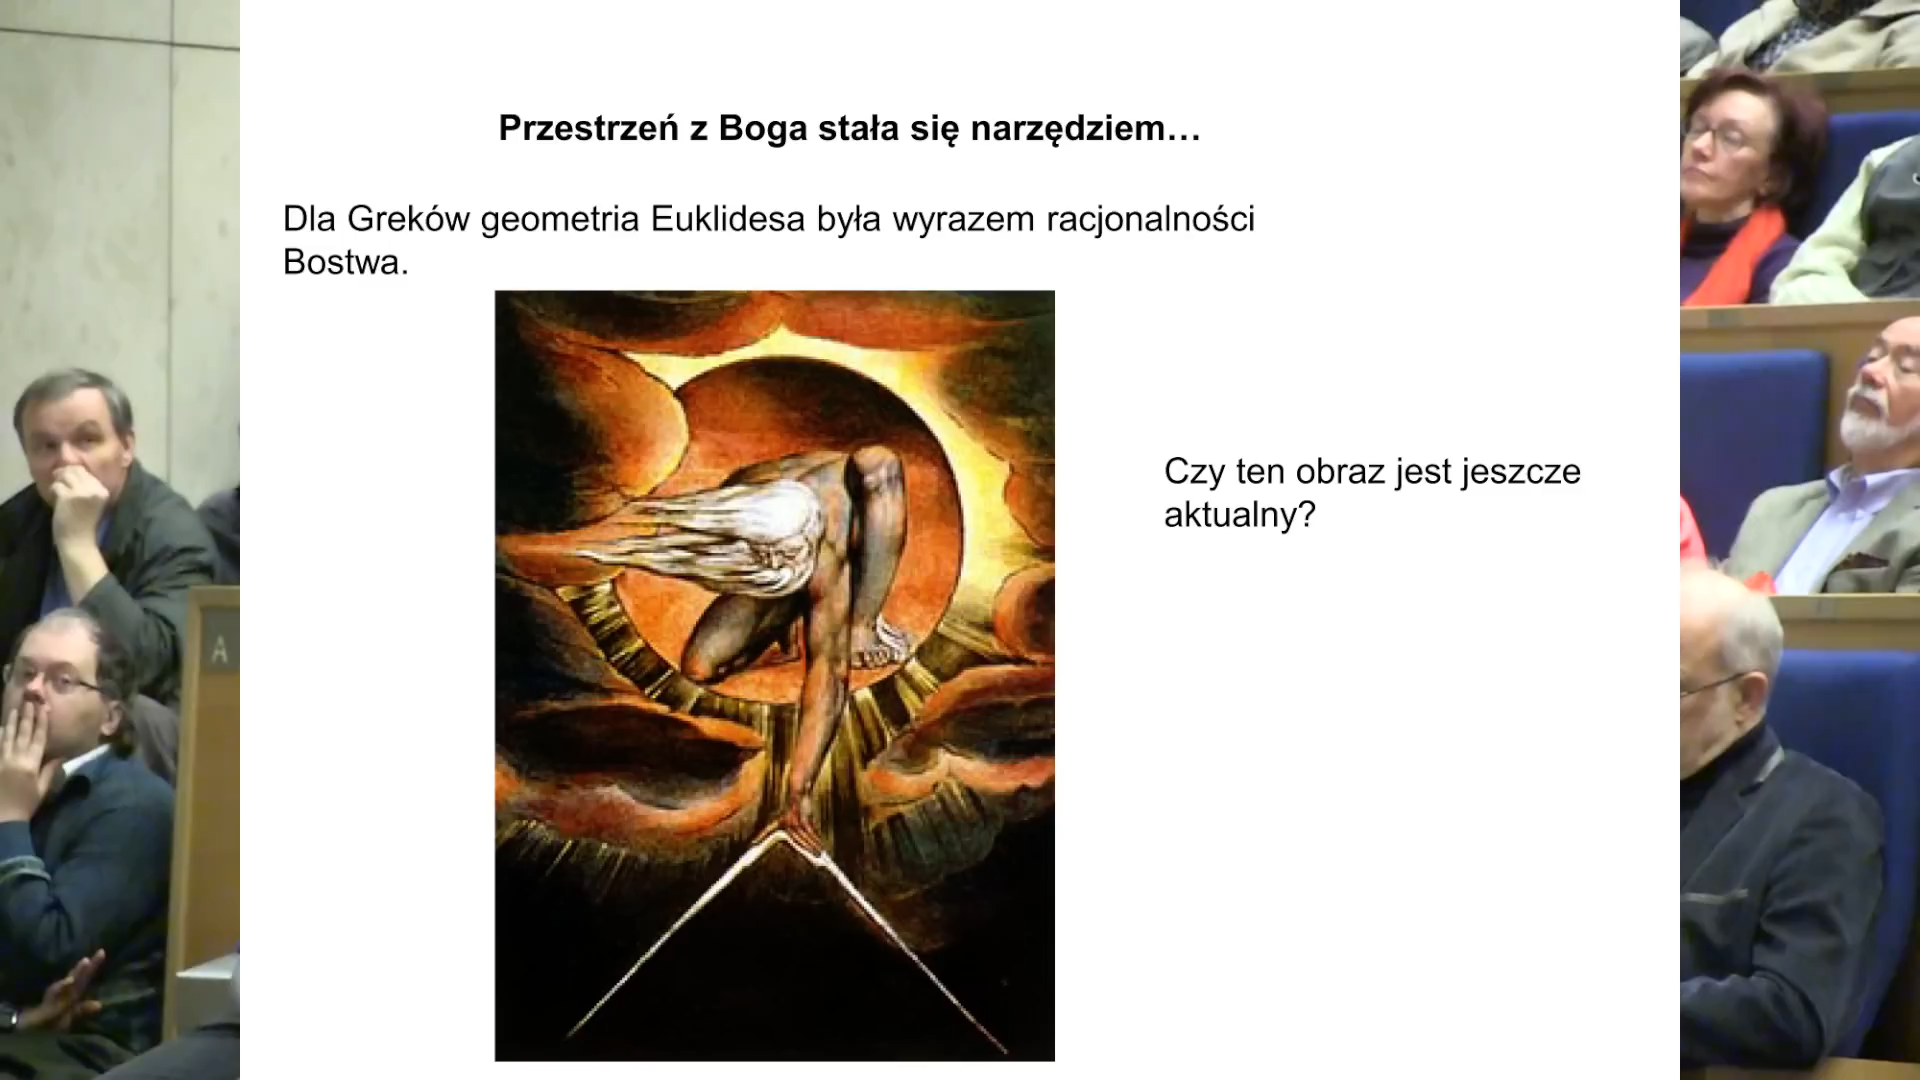 Przestrzeń z Boga stała się narzędziem…
Dla Greków geometria Euklidesa była wyrazem racjonalności
Bostwa.
Czy ten obraz jest jeszcze
aktualny?
A